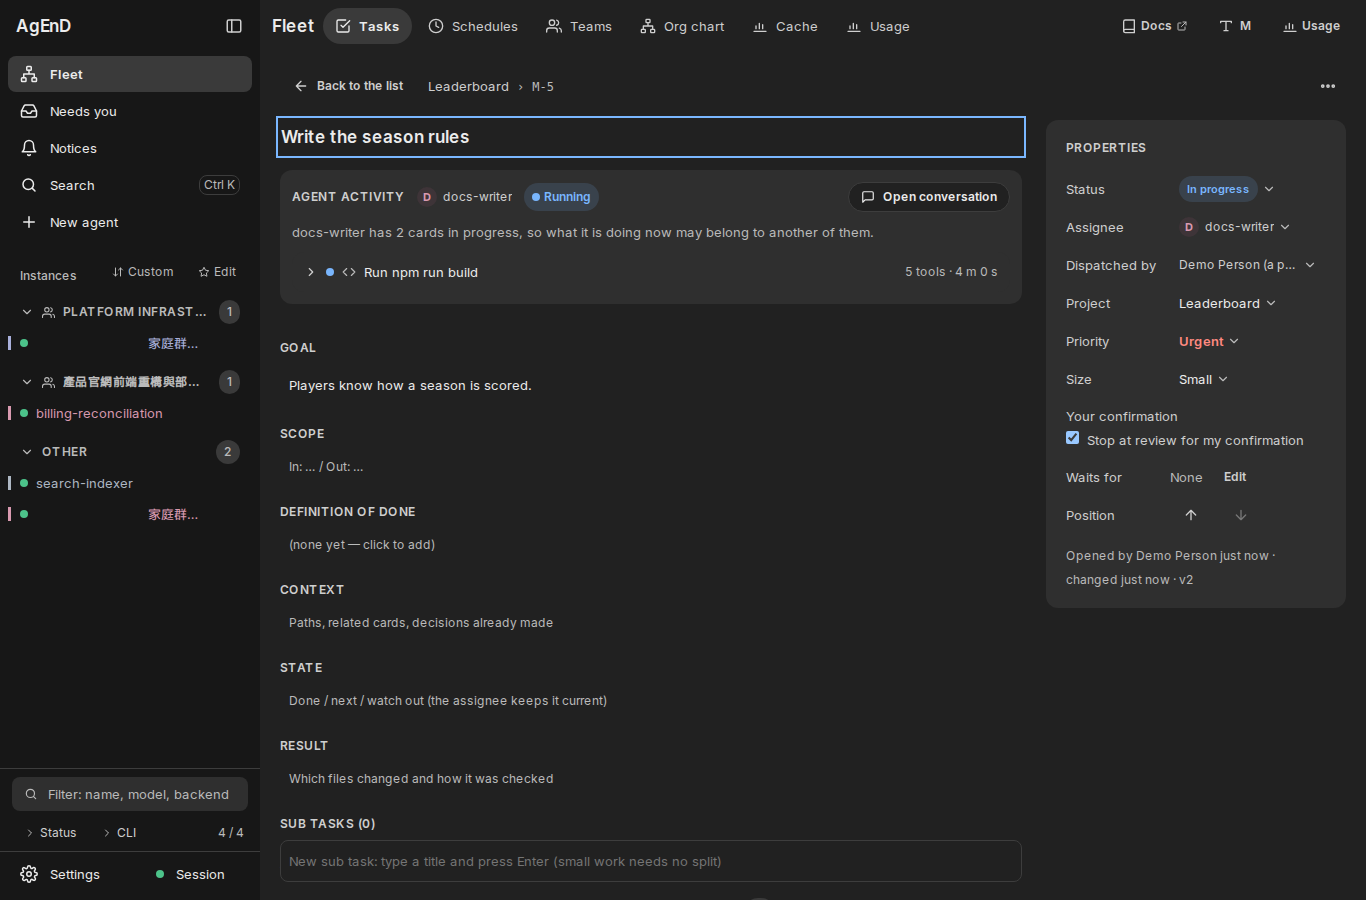 AgEnD
Fleet
Needs you
Notices
Search Ctrl K
New agent
Instances Custom Edit
PLATFORM INFRAST... 1
家庭群...
產品官網前端重構與部... 1
billing-reconciliation
OTHER 2
search-indexer
家庭群...
Filter: name, model, backend
Status CLI 4 / 4
Settings Session
Fleet Tasks Schedules Teams Org chart Cache Usage Docs M Usage
Back to the list Leaderboard › M-5
Write the season rules
AGENT ACTIVITY D docs-writer Running Open conversation
docs-writer has 2 cards in progress, so what it is doing now may belong to another of them.
Run npm run build 5 tools · 4 m 0 s
GOAL
Players know how a season is scored.
SCOPE
In: ... / Out: ...
DEFINITION OF DONE
(none yet — click to add)
CONTEXT
Paths, related cards, decisions already made
STATE
Done / next / watch out (the assignee keeps it current)
RESULT
Which files changed and how it was checked
SUB TASKS (0)
New sub task: type a title and press Enter (small work needs no split)
PROPERTIES
Status In progress
Assignee D docs-writer
Dispatched by Demo Person (a p...
Project Leaderboard
Priority Urgent
Size Small
Your confirmation
Stop at review for my confirmation
Waits for None Edit
Position
Opened by Demo Person just now ·
changed just now · v2